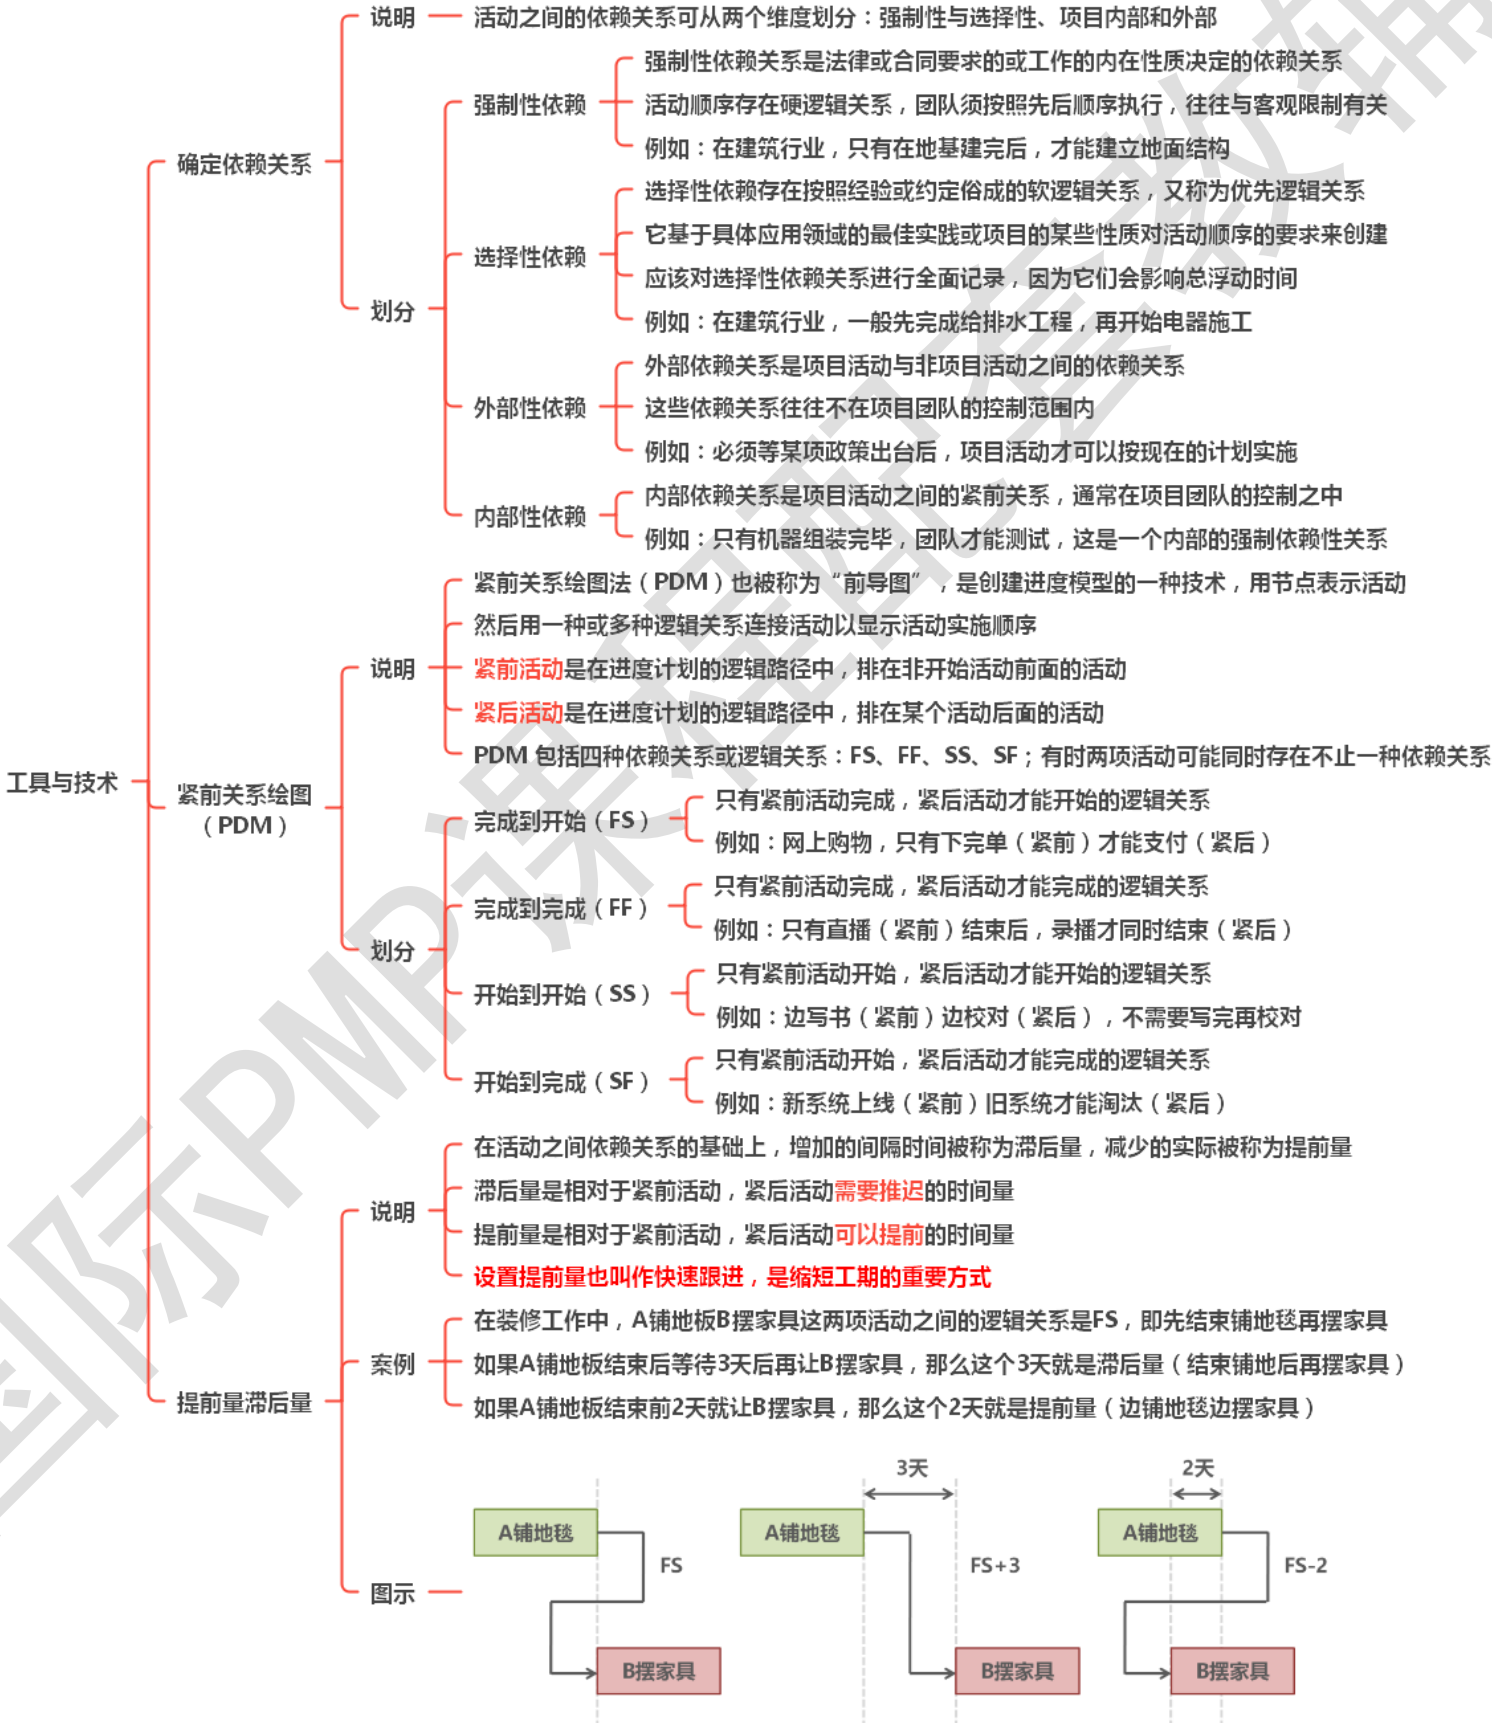 说明
活动之间的依赖关系可从两个维度划分：强制性与选择性、项目内部和外部
强制性依赖关系是法律或合同要求的或工作的内在性质决定的依赖关系
强制性依赖
活动顺序存在硬逻辑关系，团队须按照先后顺序执行，往往与客观限制有关
例如：在建筑行业，只有在地基建完后，才能建立地面结构
确定依赖关系
选择性依赖存在按照经验或约定俗成的软逻辑关系，又称为优先逻辑关系
它基于具体应用领域的最佳实践或项目的某些性质对活动顺序的要求来创建
选择性依赖
应该对选择性依赖关系进行全面记录，因为它们会影响总浮动时间
划分
例如：在建筑行业，一般先完成给排水工程，再开始电器施工
外部依赖关系是项目活动与非项目活动之间的依赖关系
外部性依赖
这些依赖关系往往不在项目团队的控制范围内
例如：必须等某项政策出台后，项目活动才可以按现在的计划实施
内部依赖关系是项目活动之间的紧前关系，通常在项目团队的控制之中
内部性依赖
例如：只有机器组装完毕，团队才能测试，这是一个内部的强制依赖性关系
紧前关系绘图法（PDM）也被称为“前导图”，是创建进度模型的一种技术，用节点表示活动
然后用一种或多种逻辑关系连接活动以显示活动实施顺序
说明
紧前活动是在进度计划的逻辑路径中，排在非开始活动前面的活动
紧后活动是在进度计划的逻辑路径中，排在某个活动后面的活动
PDM 包括四种依赖关系或逻辑关系：FS、FF、SS、SF；有时两项活动可能同时存在不止一种依赖关系
工具与技术
紧前关系绘图
（PDM）
只有紧前活动完成，紧后活动才能开始的逻辑关系
完成到开始（FS）
例如：网上购物，只有下完单（紧前）才能支付（紧后）
只有紧前活动完成，紧后活动才能完成的逻辑关系
完成到完成（FF）
例如：只有直播（紧前）结束后，录播才同时结束（紧后）
划分
只有紧前活动开始，紧后活动才能开始的逻辑关系
开始到开始（SS）
例如：边写书（紧前）边校对（紧后），不需要写完再校对
只有紧前活动开始，紧后活动才能完成的逻辑关系
开始到完成（SF）
例如：新系统上线（紧前）旧系统才能淘汰（紧后）
在活动之间依赖关系的基础上，增加的间隔时间被称为滞后量，减少的实际被称为提前量
滞后量是相对于紧前活动，紧后活动需要推迟的时间量
说明
提前量是相对于紧前活动，紧后活动可以提前的时间量
设置提前量也叫作快速跟进，是缩短工期的重要方式
在装修工作中，A铺地板B摆家具这两项活动之间的逻辑关系是FS，即先结束铺地毯再摆家具
案例
如果A铺地板结束后等待3天后再让B摆家具，那么这个3天就是滞后量（结束铺地后再摆家具）
提前量滞后量
如果A铺地板结束前2天就让B摆家具，那么这个2天就是提前量（边铺地毯边摆家具）
3天
2天
A铺地毯
A铺地毯
A铺地毯
FS
FS+3
FS-2
图示
B摆家具
B摆家具
B摆家具
国际PMP课程配套教辅